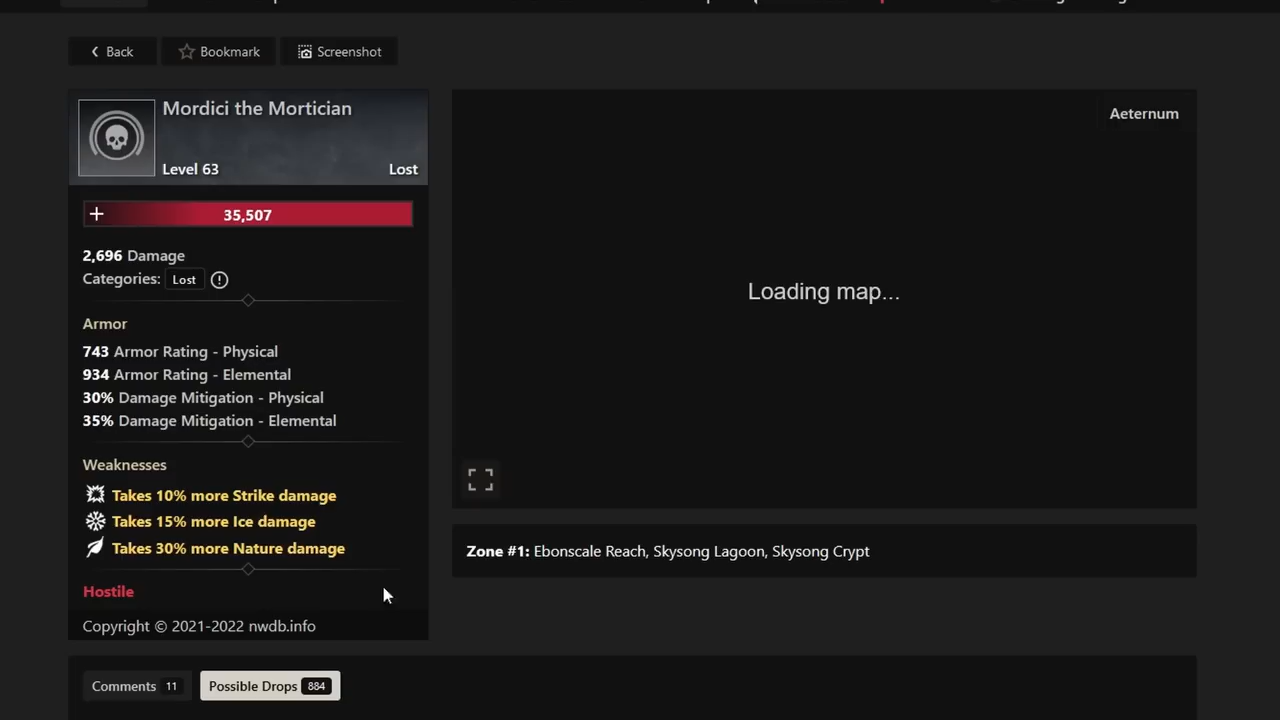 Back
Bookmark
Screenshot
Mordici the Mortician
Level 63
Lost
35,507
2,696 Damage
Categories: Lost
Armor
743 Armor Rating - Physical
934 Armor Rating - Elemental
30% Damage Mitigation - Physical
35% Damage Mitigation - Elemental
Weaknesses
Takes 10% more Strike damage
Takes 15% more Ice damage
Takes 30% more Nature damage
Hostile
Copyright © 2021-2022 nwdb.info
Aeternum
Loading map...
Zone #1: Ebonscale Reach, Skysong Lagoon, Skysong Crypt
Comments 11
Possible Drops 884